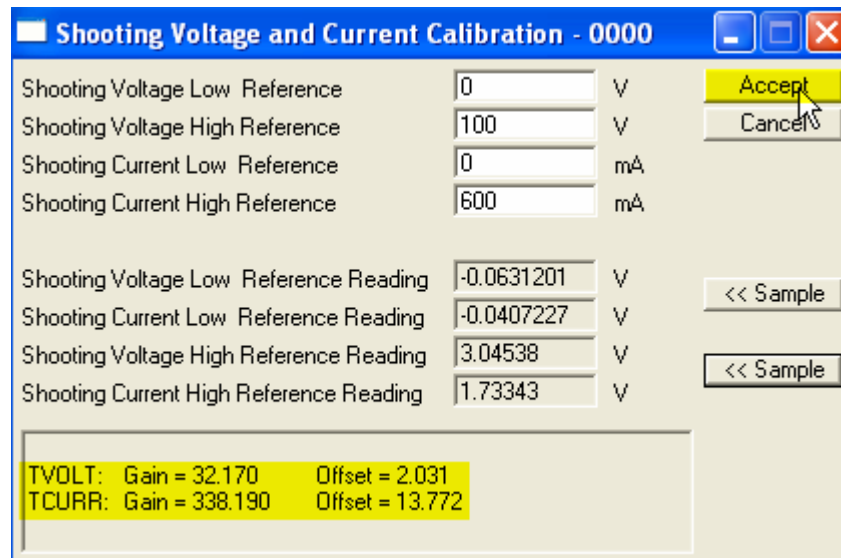 Shooting Voltage and Current Calibration - 0000
Shooting Voltage Low Reference 0 V Accept
Shooting Voltage High Reference 100 V Cancel
Shooting Current Low Reference 0 mA
Shooting Current High Reference 600 mA
Shooting Voltage Low Reference Reading -0.0631201 V << Sample
Shooting Current Low Reference Reading -0.0407227 V
Shooting Voltage High Reference Reading 3.04538 V << Sample
Shooting Current High Reference Reading 1.73343 V
TVOLT: Gain = 32.170 Offset = 2.031
TCURR: Gain = 338.190 Offset = 13.772